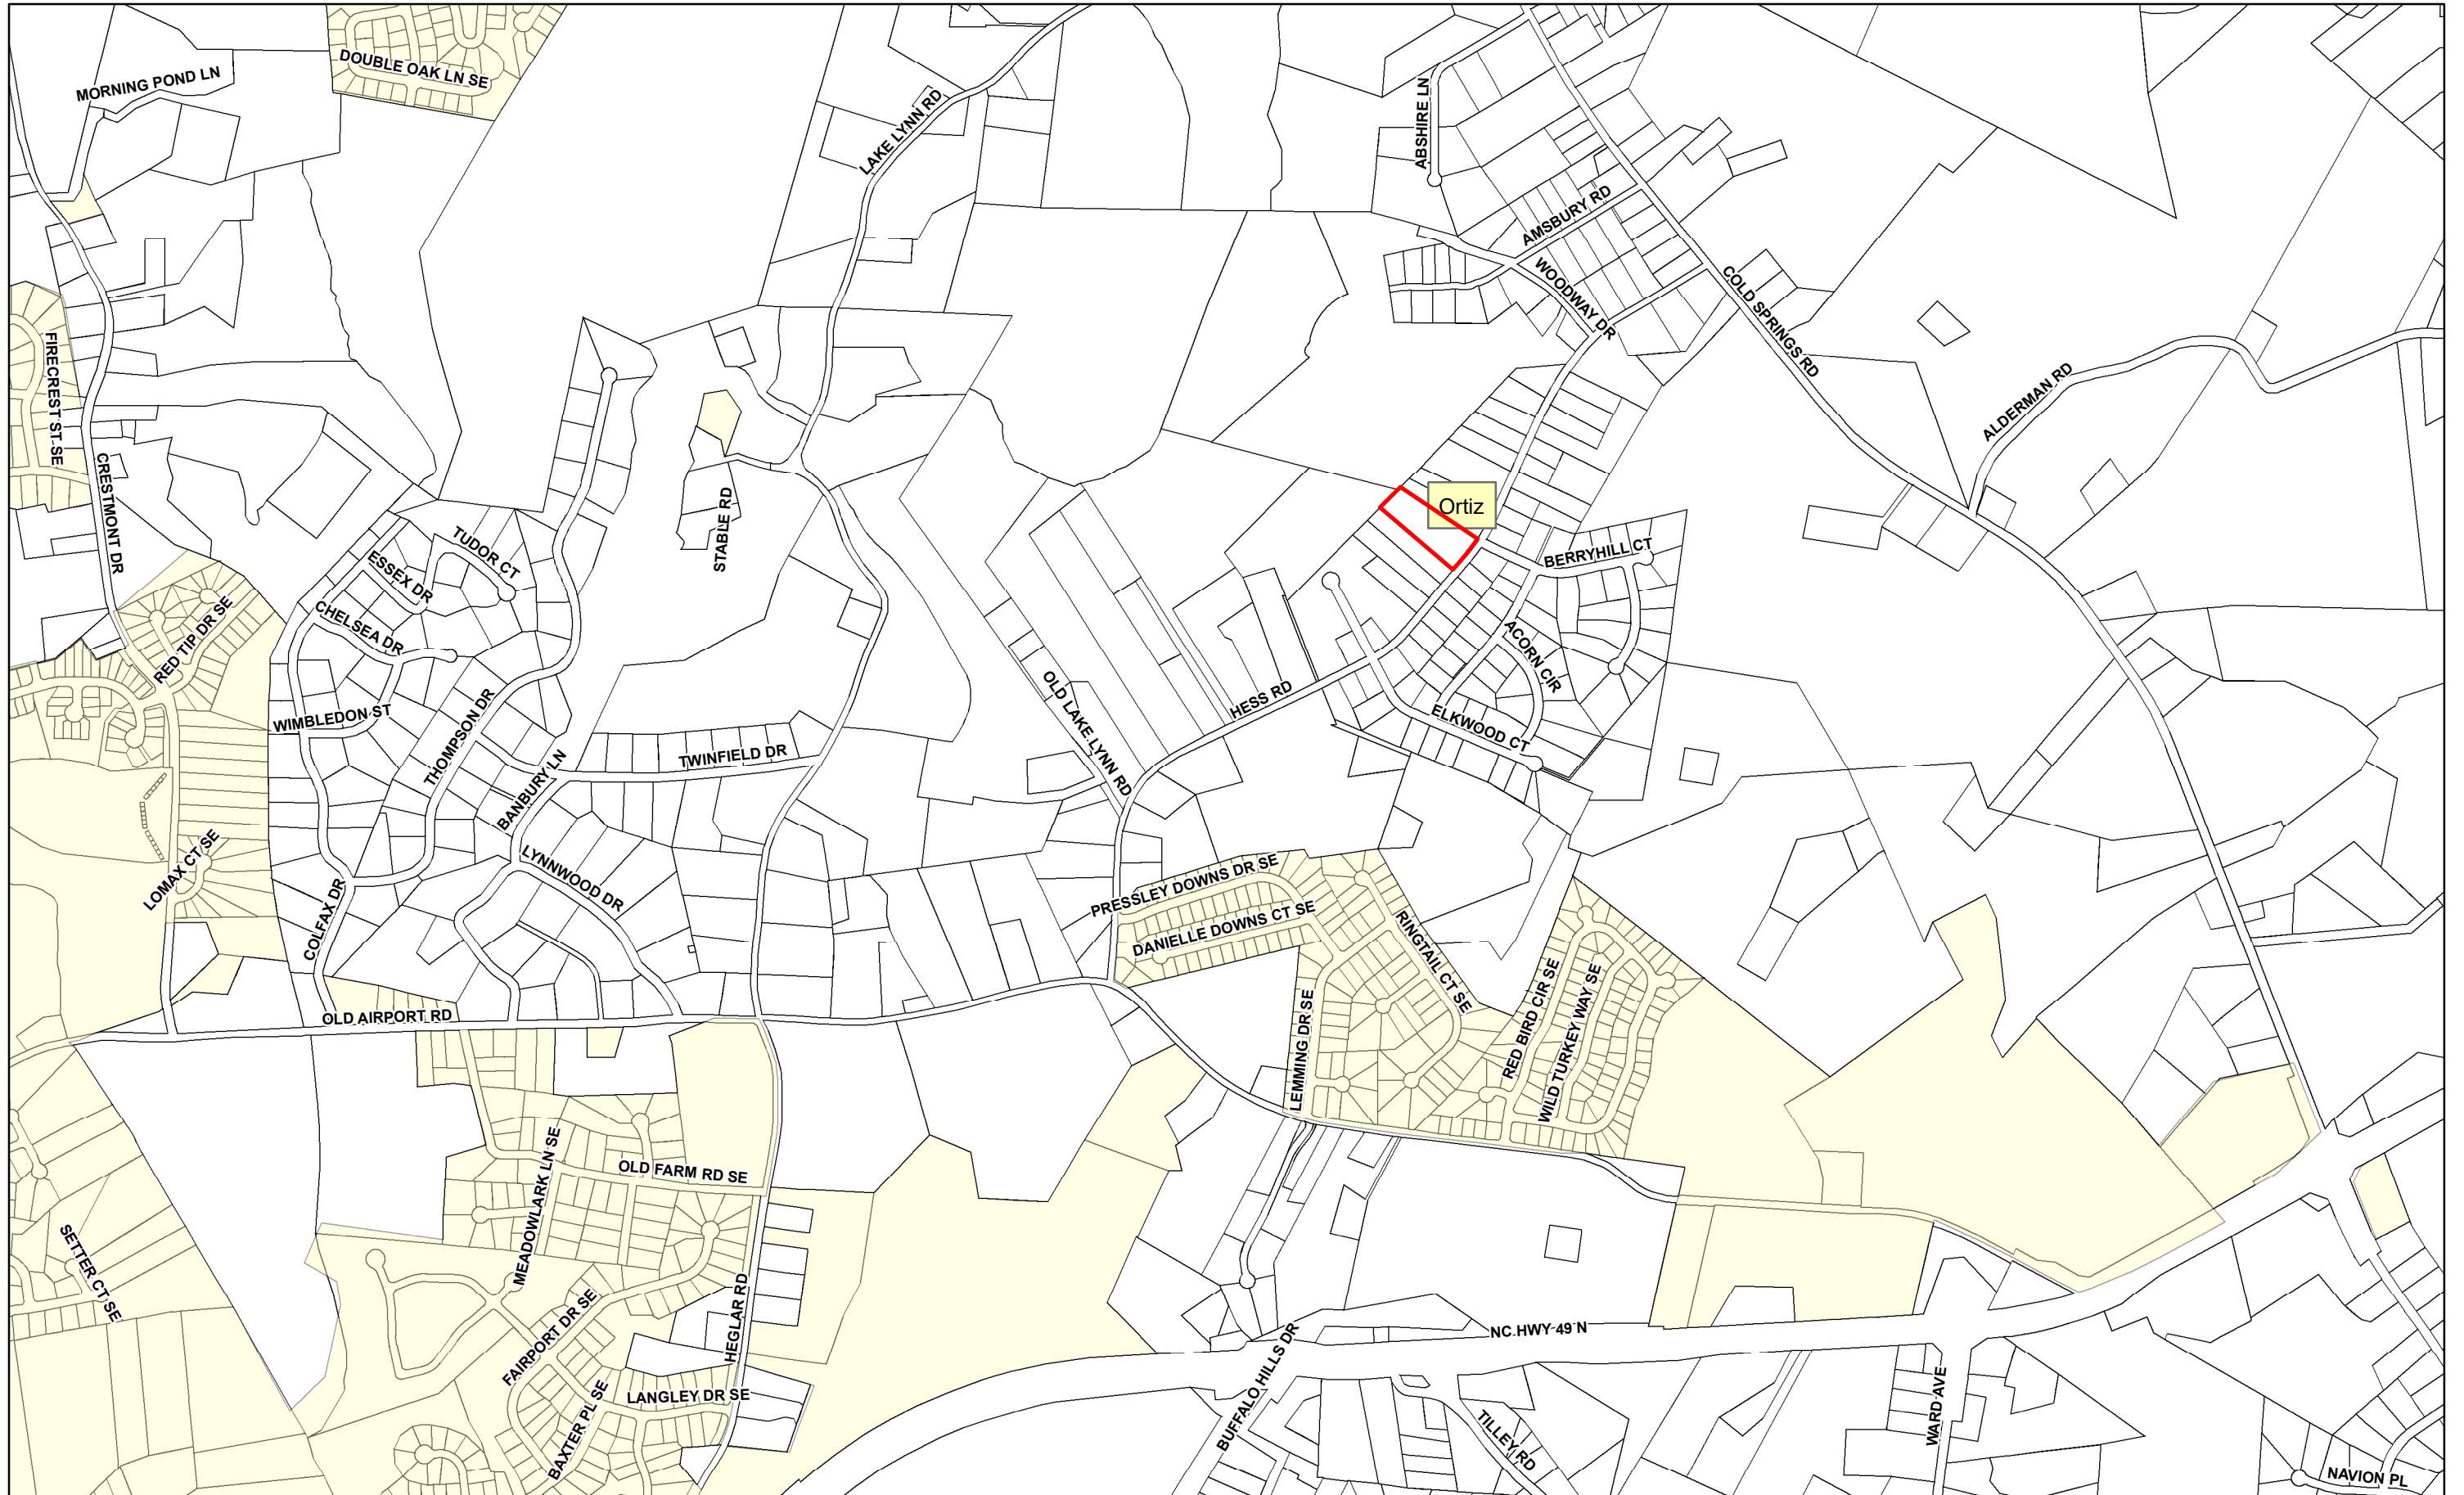 DOUBLE OAK LN SE
MORNING POND LN
LAKE LYNN RD
ABSHIRE LN
AMSBURY RD
WOODWAY DR
COLD SPRINGS RD
ALDERMAN RD
FIRECREST ST SE
CRESTMONT DR
STABLE RD
Ortiz
TUDOR CT
ESSEX DR
CHELSEA DR
BERRYHILL CT
RED TIP DR SE
ACORN CIR
OLD LAKE LYNN RD
HESS RD
ELKWOOD CT
WIMBLEDON ST
THOMPSON DR
TWINFIELD DR
BANBURY LN
LYNNWOOD DR
LOMAX CT SE
COLFAX DR
PRESSLEY DOWNS DR SE
DANIELLE DOWNS CT SE
RINGTAIL CT SE
RED BIRD CIR SE
WILD TURKEY WAY SE
LEMMING DR SE
OLD AIRPORT RD
OLD FARM RD SE
MEADOWLARK LN SE
SETTER CT SE
FAIRPORT DR SE
HEGLAR RD
NC HWY 49 N
BUFFALO HILLS DR
LANGLEY DR SE
BAXTER PL SE
TILLEY RD
WARD AVE
NAVION PL